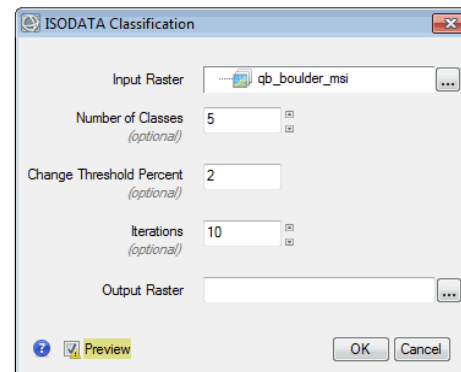 ISODATA Classification
Input Raster
qb_boulder_msi
...
Number of Classes
(optional)
5
Change Threshold Percent
(optional)
2
Iterations
(optional)
10
Output Raster
...
?
Preview
OK
Cancel